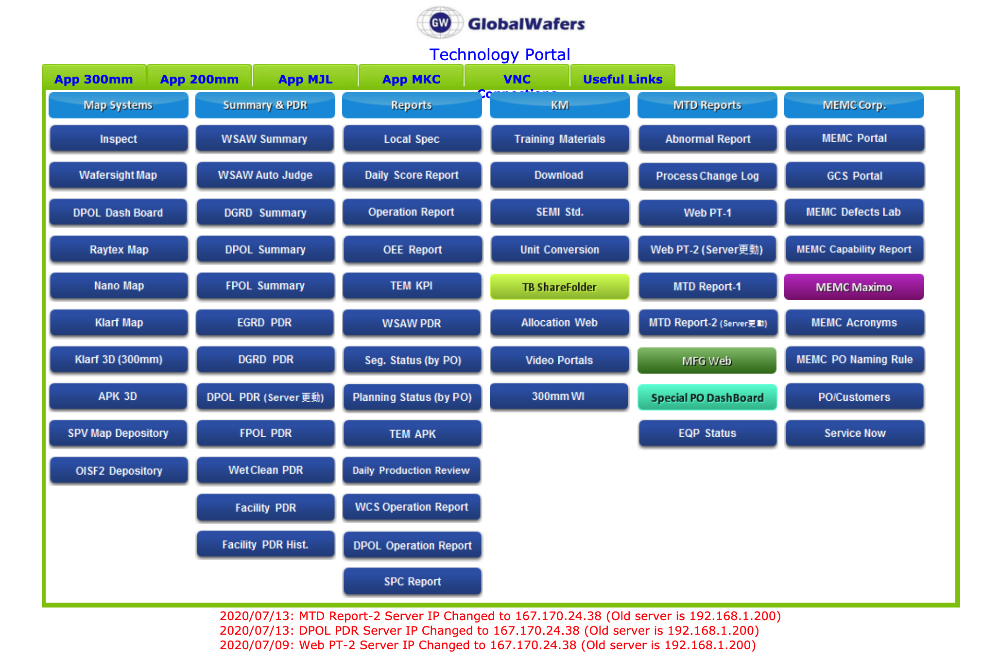 GW GlobalWafers
Technology Portal
App 300mm
App 200mm
App MJL
App MKC
VNC Connections
Useful Links
Map Systems
Inspect
Wafersight Map
DPOL Dash Board
Raytex Map
Nano Map
Klarf Map
Klarf 3D (300mm)
APK 3D
SPV Map Depository
OISF2 Depository
Summary & PDR
WSAW Summary
WSAW Auto Judge
DGRD Summary
DPOL Summary
FPOL Summary
EGRD PDR
DGRD PDR
DPOL PDR (Server 更動)
FPOL PDR
Wet Clean PDR
Facility PDR
Facility PDR Hist.
Reports
Local Spec
Daily Score Report
Operation Report
OEE Report
TEM KPI
WSAW PDR
Seg. Status (by PO)
Planning Status (by PO)
TEM APK
Daily Production Review
WCS Operation Report
DPOL Operation Report
SPC Report
KM
Training Materials
Download
SEMI Std.
Unit Conversion
TB ShareFolder
Allocation Web
Video Portals
300mm WI
MTD Reports
Abnormal Report
Process Change Log
Web PT-1
Web PT-2 (Server更動)
MTD Report-1
MTD Report-2 (Server更動)
MFG Web
Special PO DashBoard
EQP Status
MEMC Corp.
MEMC Portal
GCS Portal
MEMC Defects Lab
MEMC Capability Report
MEMC Maximo
MEMC Acronyms
MEMC PO Naming Rule
PO/Customers
Service Now
2020/07/13: MTD Report-2 Server IP Changed to 167.170.24.38 (Old server is 192.168.1.200)
2020/07/13: DPOL PDR Server IP Changed to 167.170.24.38 (Old server is 192.168.1.200)
2020/07/09: Web PT-2 Server IP Changed to 167.170.24.38 (Old server is 192.168.1.200)